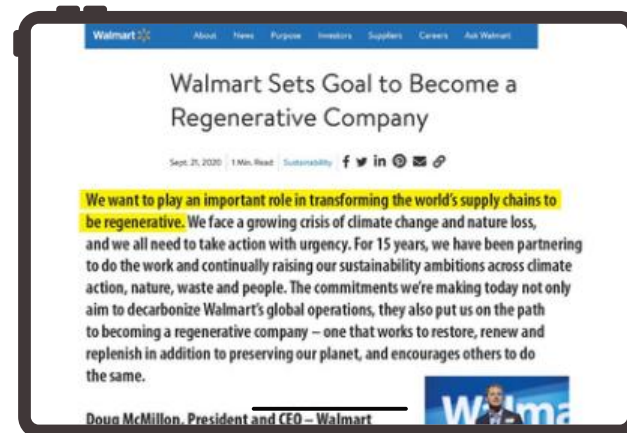 Walmart
About News Purpose Investors Suppliers Careers Ask Walmart
Walmart Sets Goal to Become a
Regenerative Company
Sept. 21, 2020 1 Min. Read Sustainability
We want to play an important role in transforming the world's supply chains to
be regenerative. We face a growing crisis of climate change and nature loss,
and we all need to take action with urgency. For 15 years, we have been partnering
to do the work and continually raising our sustainability ambitions across climate
action, nature, waste and people. The commitments we're making today not only
aim to decarbonize Walmart's global operations, they also put us on the path
to becoming a regenerative company – one that works to restore, renew and
replenish in addition to preserving our planet, and encourages others to do
the same.
Doug McMillon, President and CEO – Walmart